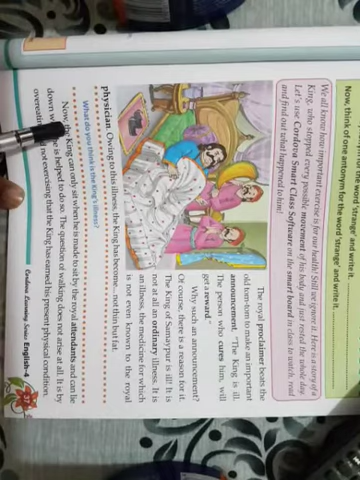 the word 'strange' and write it.
Now, think of one antonym for the word 'strange' and write it.
We all know how important exercise is for our health! Still we ignore it. Here is a story of a
King, who stopped every possible movement of his body and just rested the whole day.
Let's use Cordova Smart Class Software on the smart board in class to watch, read
and find out what happened to him!
The royal proclaimer beats the
old tom-tom to make an important
announcement. "The King is ill.
The person who cures him, will
get a reward."
Why such an announcement?
Of course, there is a reason for it.
The King of Samayapur is ill! It is
not at all an ordinary illness. It is
an illness, the medicine for which
is not even known to the royal
physician. Owing to this illness, the King has become... not thin but fat.
What do you think is the King's illness?
Now, the King can only sit when he is made to sit by the royal attendants and can lie
down w he is helped to do so. The question of walking does not arise at all. It is by
overeating not exercising that the King has earned his present physical condition.
Cordova Learning Series English-4